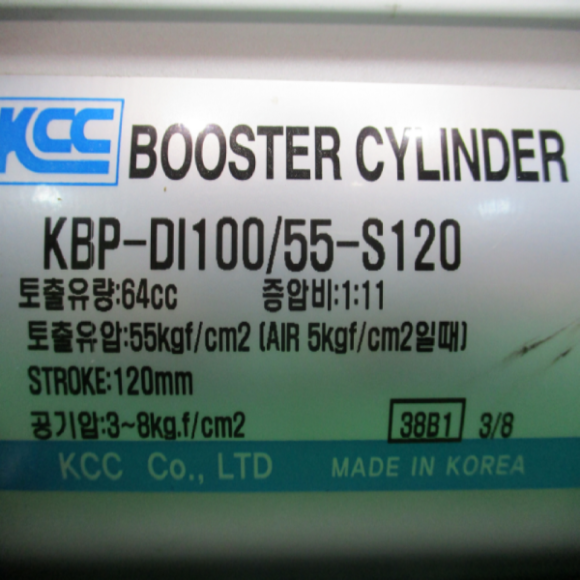 KCC BOOSTER CYLINDER
KBP-DI100/55-S120
토출유량:64cc 증압비:1:11
토출유압:55kgf/cm2 (AIR 5kgf/cm2일때)
STROKE:120mm
공기압:3~8kg.f/cm2 38B1 3/8
KCC Co., LTD MADE IN KOREA